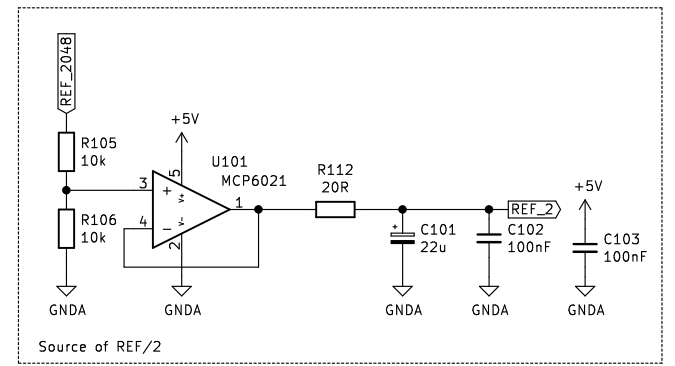 REF_2048
+5V
R105
10k
U101
MCP6021
R112
20R
3
5
+
V+
1
REF_2
+5V
R106
10k
4
-
V-
2
+
C101
22u
C102
100nF
C103
100nF
GNDA
GNDA
GNDA
GNDA
GNDA
Source of REF/2